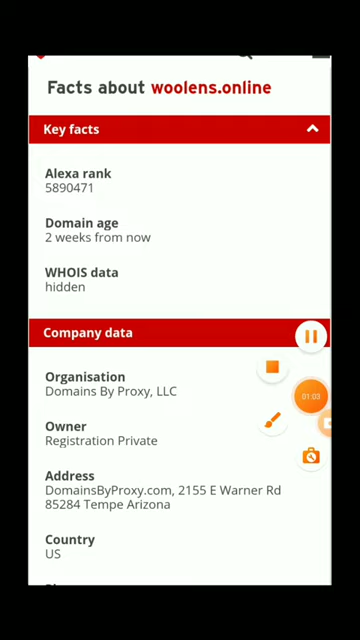 Facts about woolens.online
Key facts
Alexa rank
5890471
Domain age
2 weeks from now
WHOIS data
hidden
Company data
Organisation
Domains By Proxy, LLC
01:03
Owner
Registration Private
Address
DomainsByProxy.com, 2155 E Warner Rd
85284 Tempe Arizona
Country
US